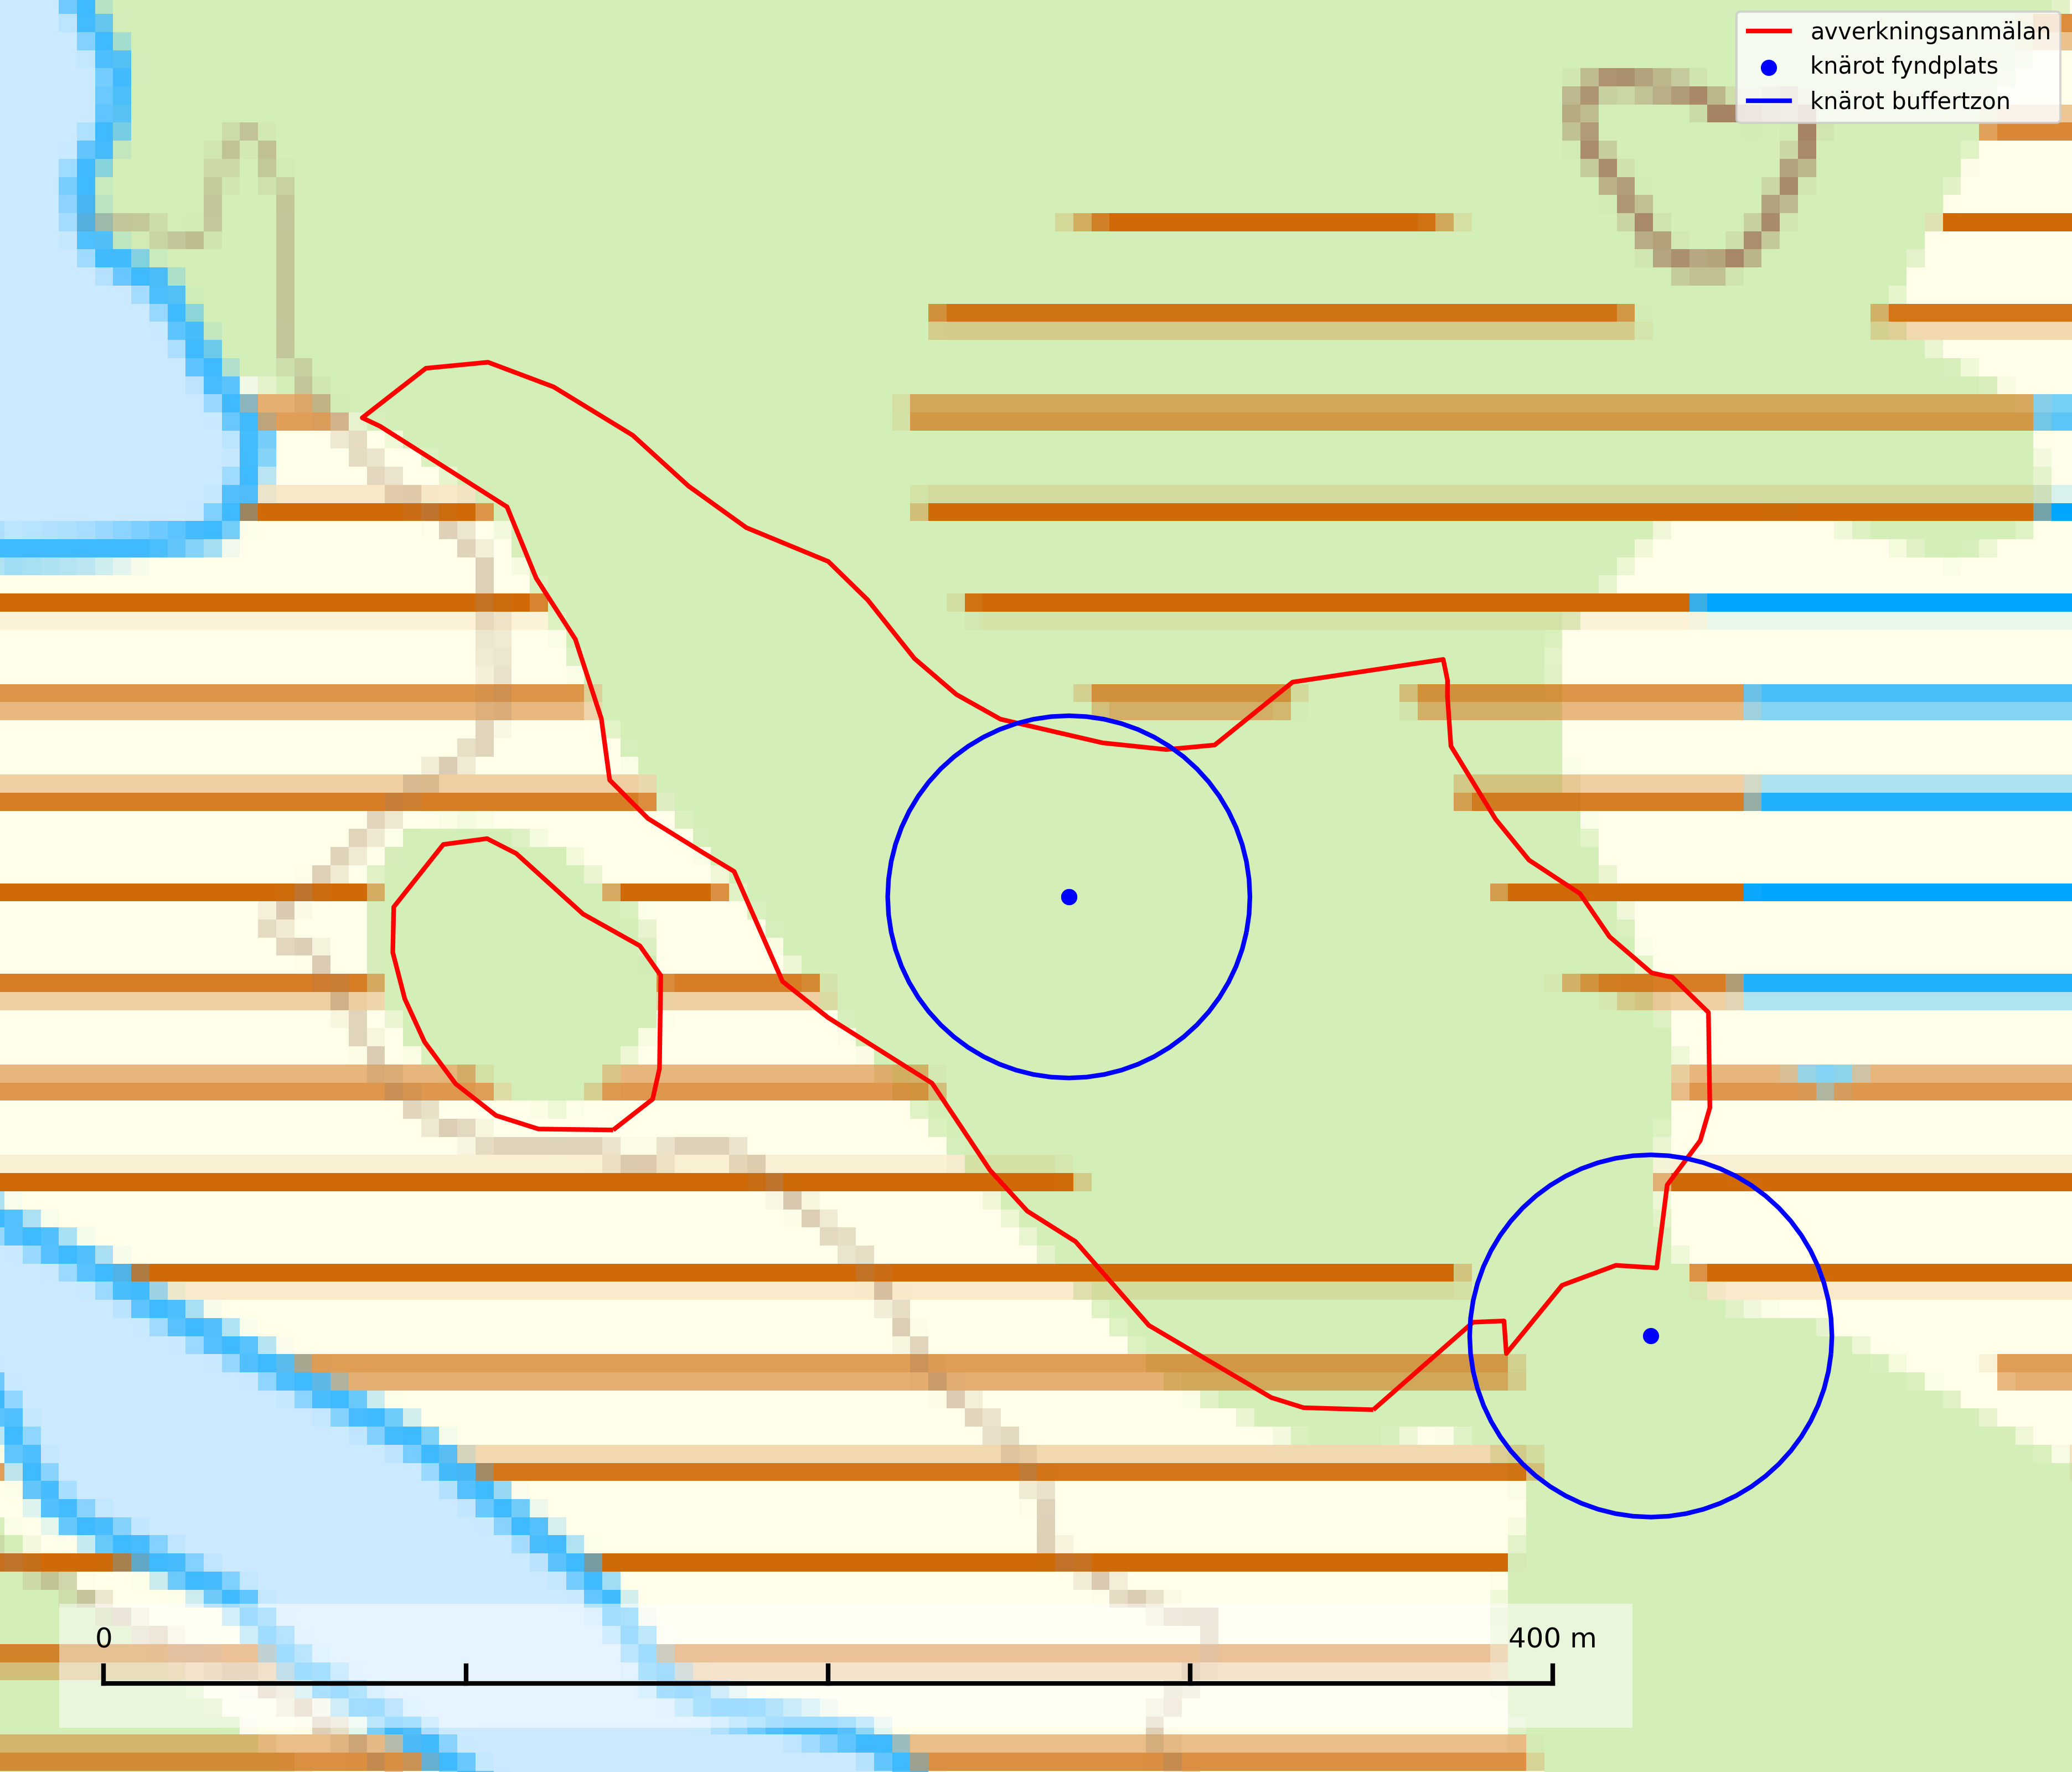 avverkningsanmälan
knärot fyndplats
knärot buffertzon
0
400 m